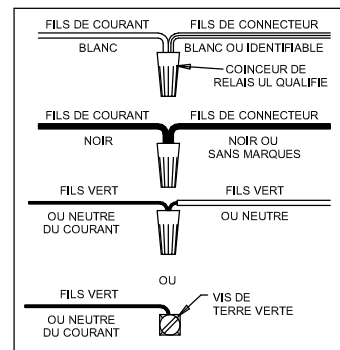 FILS DE COURANT FILS DE CONNECTEUR
BLANC BLANC OU IDENTIFIABLE
COINCEUR DE
RELAIS UL QUALIFIE
FILS DE COURANT FILS DE CONNECTEUR
NOIR NOIR OU
SANS MARQUES
FILS VERT FILS VERT
OU NEUTRE OU NEUTRE
DU COURANT
OU
FILS VERT VIS DE
TERRE VERTE
OU NEUTRE
DU COURANT